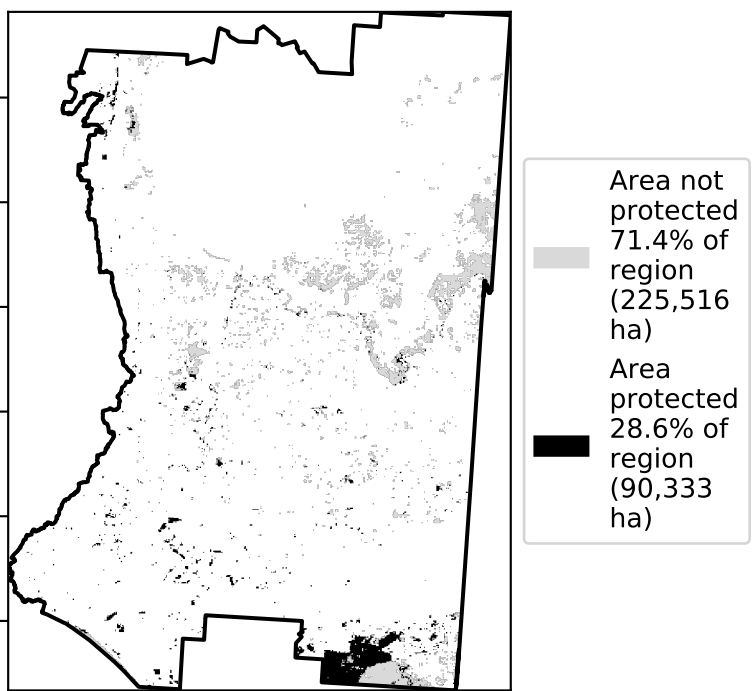 Area not
protected
71.4% of
region
(225,516
ha)
Area
protected
28.6% of
region
(90,333
ha)